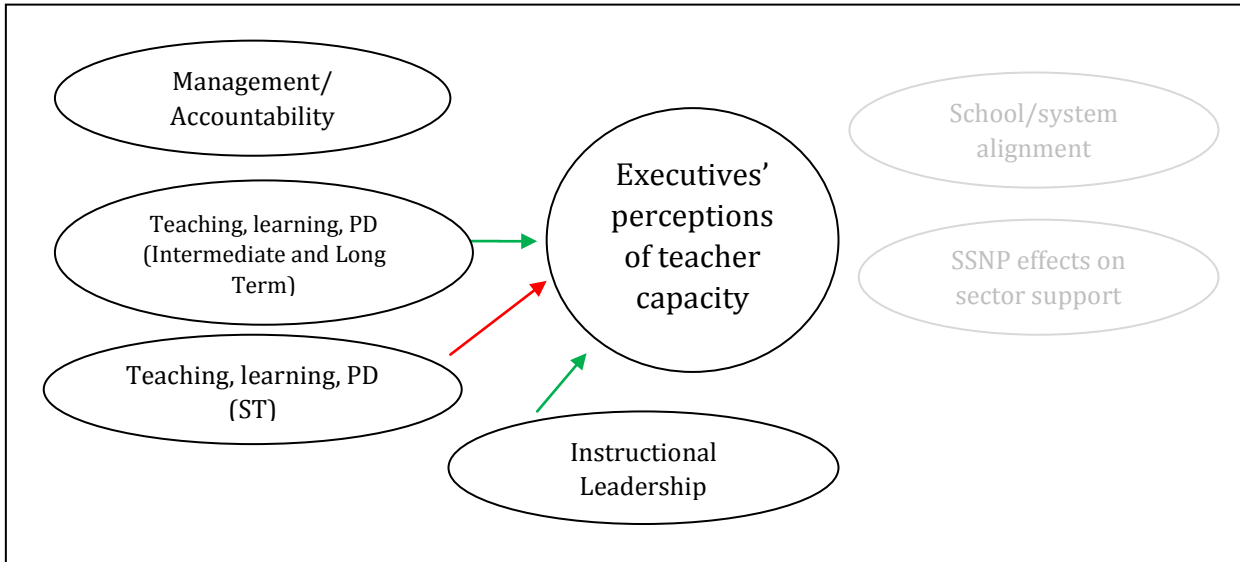 Management/
Accountability
Teaching, learning, PD
(Intermediate and Long
Term)
Teaching, learning, PD
(ST)
Executives’
perceptions
of teacher
capacity
Instructional
Leadership
School/system
alignment
SSNP effects on
sector support